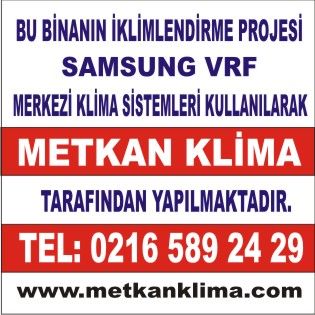 BU BİNANIN İKLİMLENDİRME PROJESİ
SAMSUNG VRF
MERKEZİ KLİMA SİSTEMLERİ KULLANILARAK
METKAN KLİMA
TARAFINDAN YAPILMAKTADIR.
TEL: 0216 589 24 29
www.metkanklima.com